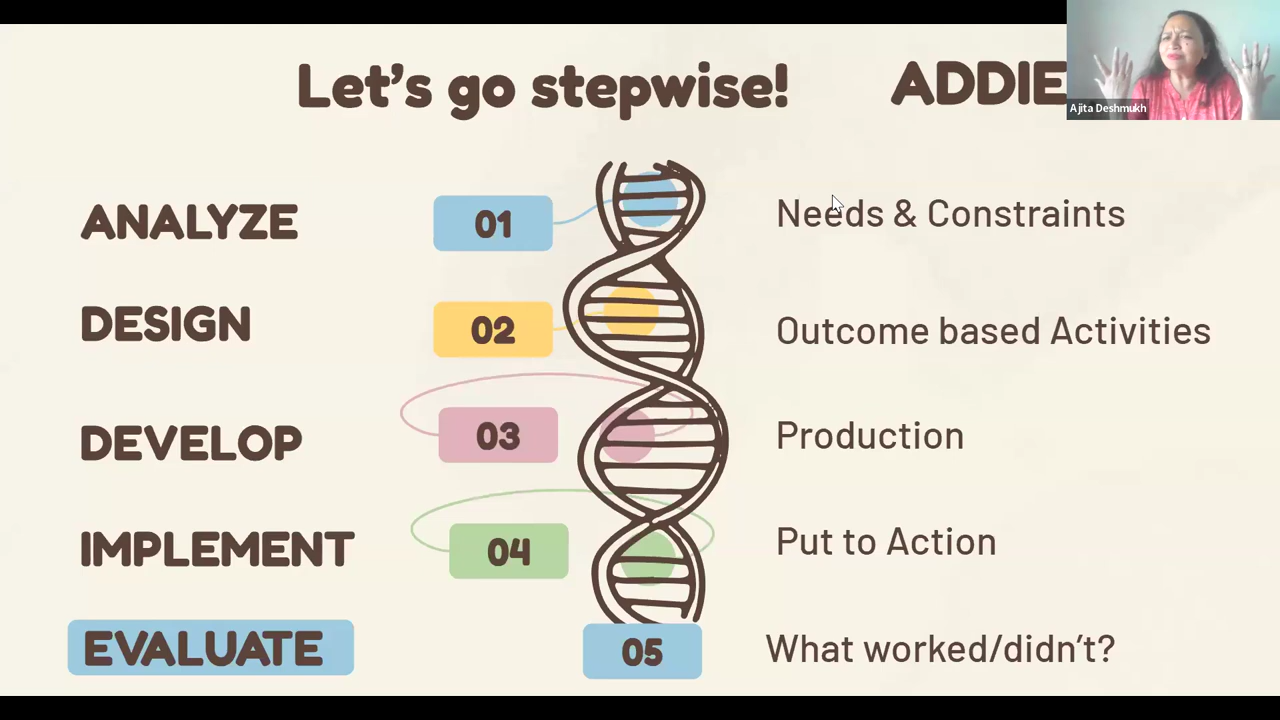 Let's go stepwise!
ADDIE
Ajita Deshmukh
ANALYZE
01
Needs & Constraints
DESIGN
02
Outcome based Activities
DEVELOP
03
Production
IMPLEMENT
04
Put to Action
EVALUATE
05
What worked/didn't?